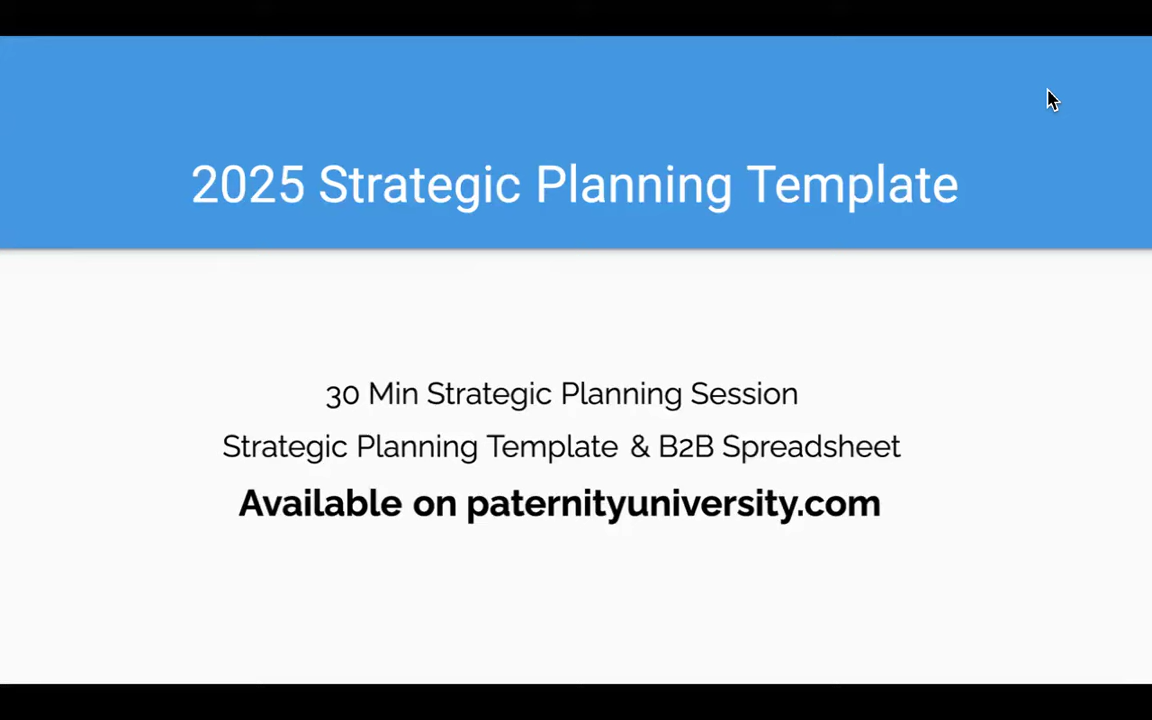 2025 Strategic Planning Template
30 Min Strategic Planning Session
Strategic Planning Template & B2B Spreadsheet
Available on paternityuniversity.com